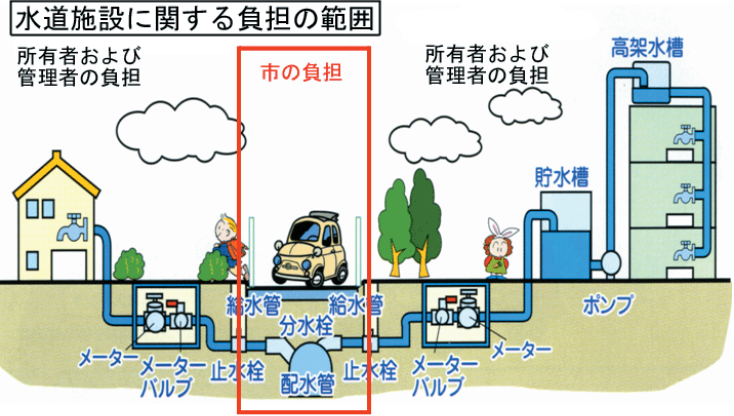 水道施設に関する負担の範囲
所有者および
管理者の負担
市の負担
所有者および
管理者の負担
高架水槽
貯水槽
給水管
給水管
分水栓
ポンプ
メーター
メーター
バルブ
止水栓
配水管
止水栓
メーター
バルブ
メーター